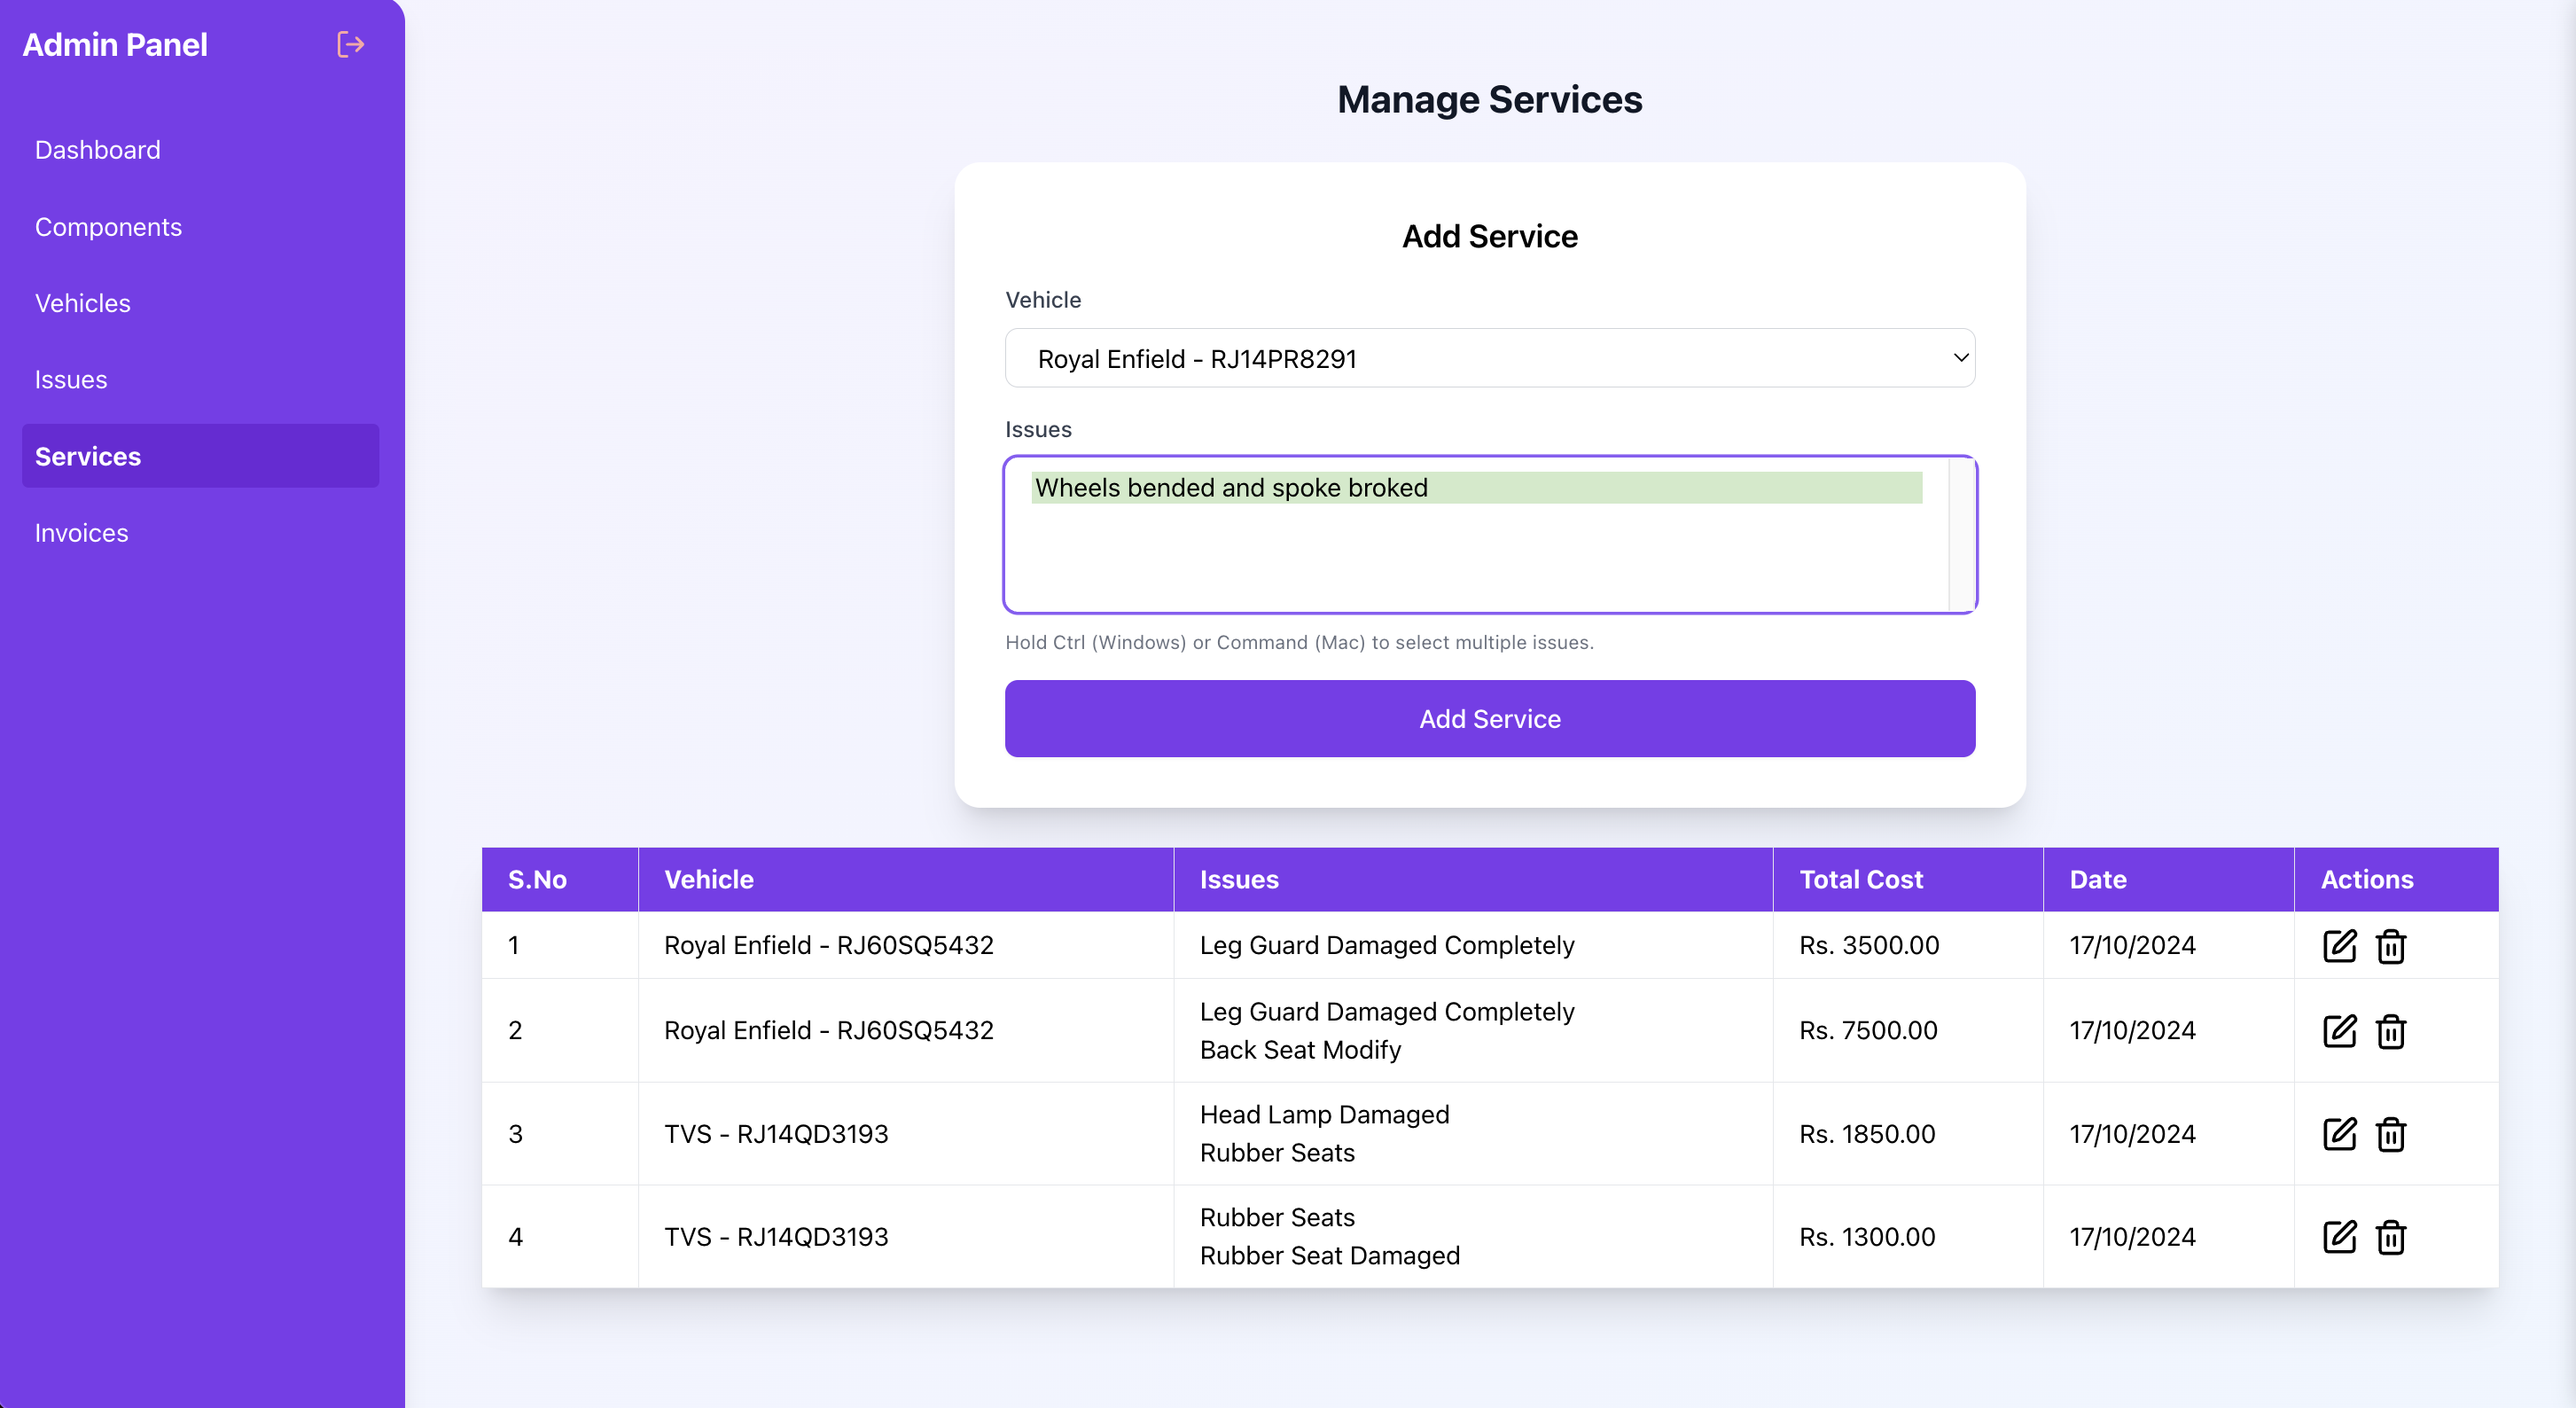 Admin Panel
Dashboard
Components
Vehicles
Issues
Services
Invoices
Manage Services
Add Service
Vehicle
Royal Enfield - RJ14PR8291
Issues
Wheels bended and spoke broked
Hold Ctrl (Windows) or Command (Mac) to select multiple issues.
Add Service
S.No Vehicle Issues Total Cost Date Actions
1 Royal Enfield - RJ60SQ5432 Leg Guard Damaged Completely Rs. 3500.00 17/10/2024
2 Royal Enfield - RJ60SQ5432 Leg Guard Damaged Completely Rs. 7500.00 17/10/2024
Back Seat Modify
3 TVS - RJ14QD3193 Head Lamp Damaged Rs. 1850.00 17/10/2024
Rubber Seats
4 TVS - RJ14QD3193 Rubber Seats Rs. 1300.00 17/10/2024
Rubber Seat Damaged